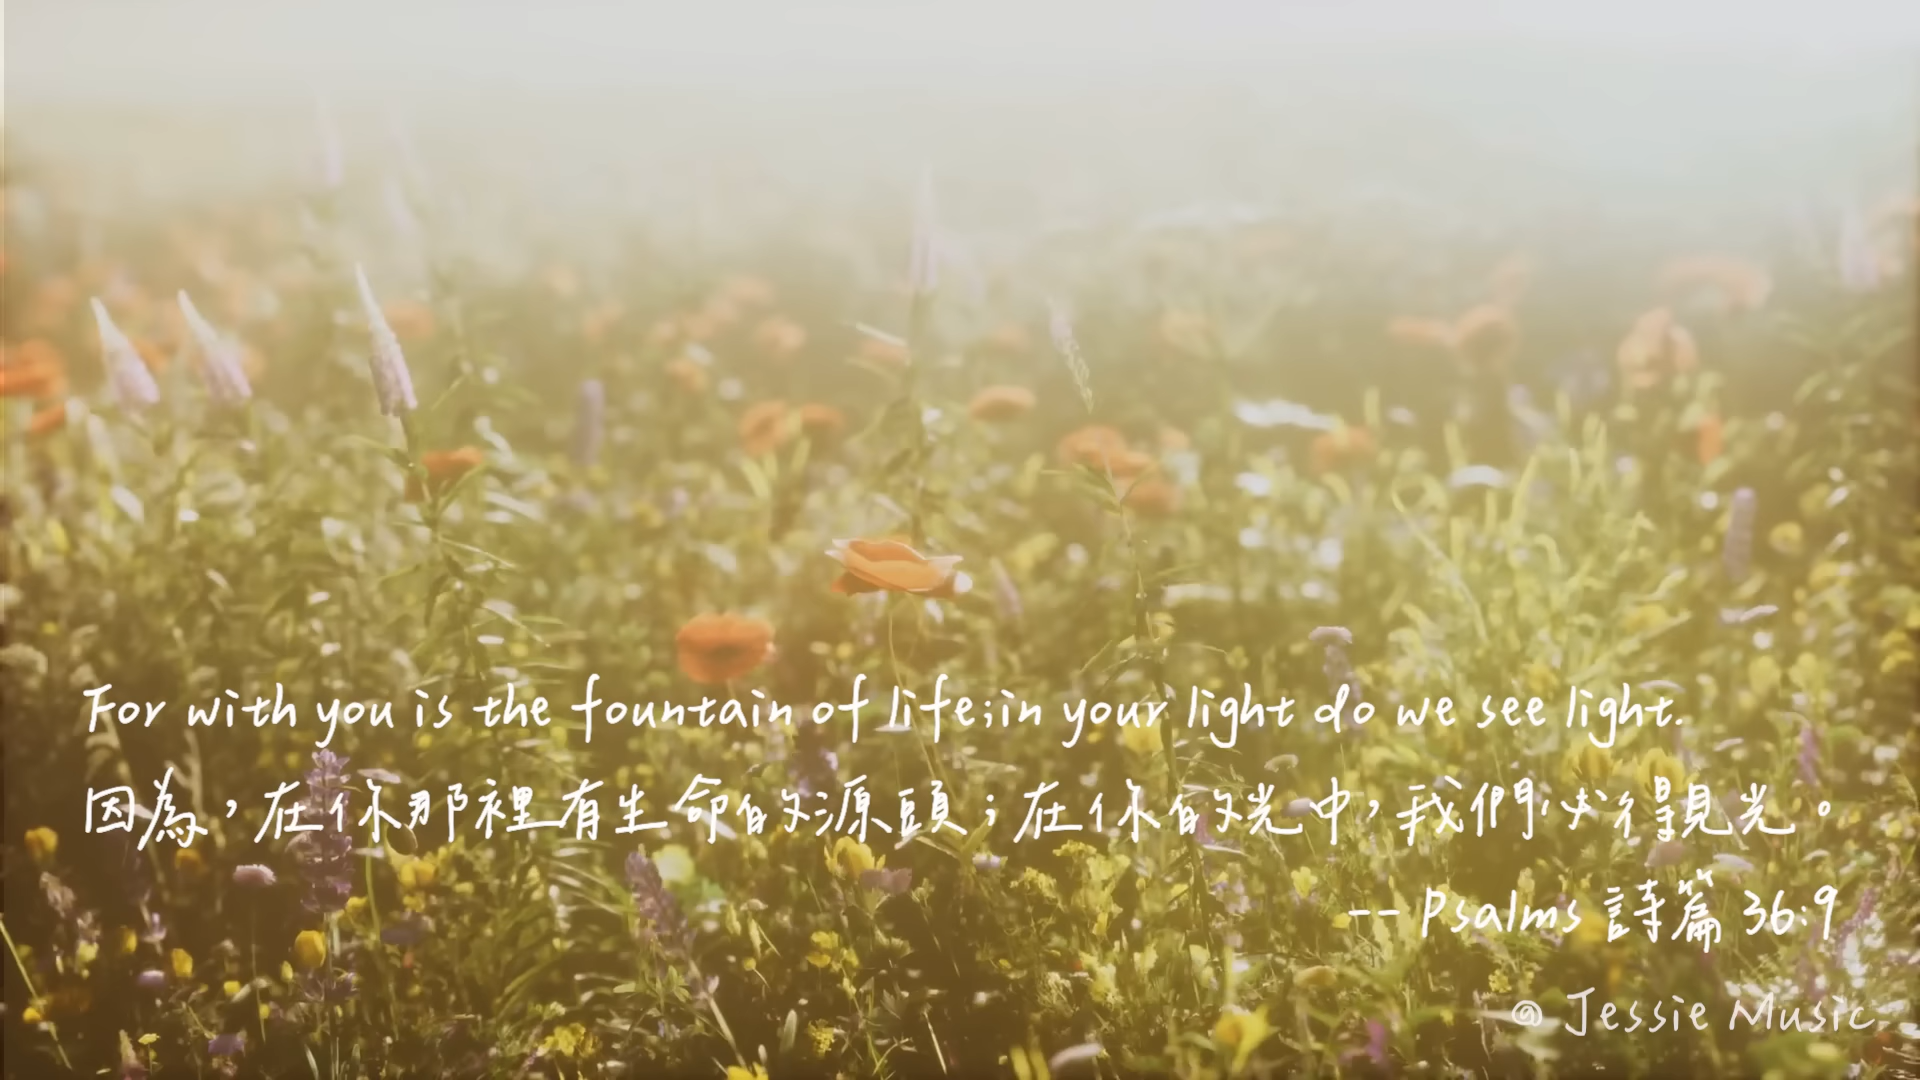 For with you is the fountain of life;in your light do we see light.
因為，在你那裡有生命的源頭；在你的光中，我們必得見光。
-- Psalms 詩篇 36:9
@ Jessie Music